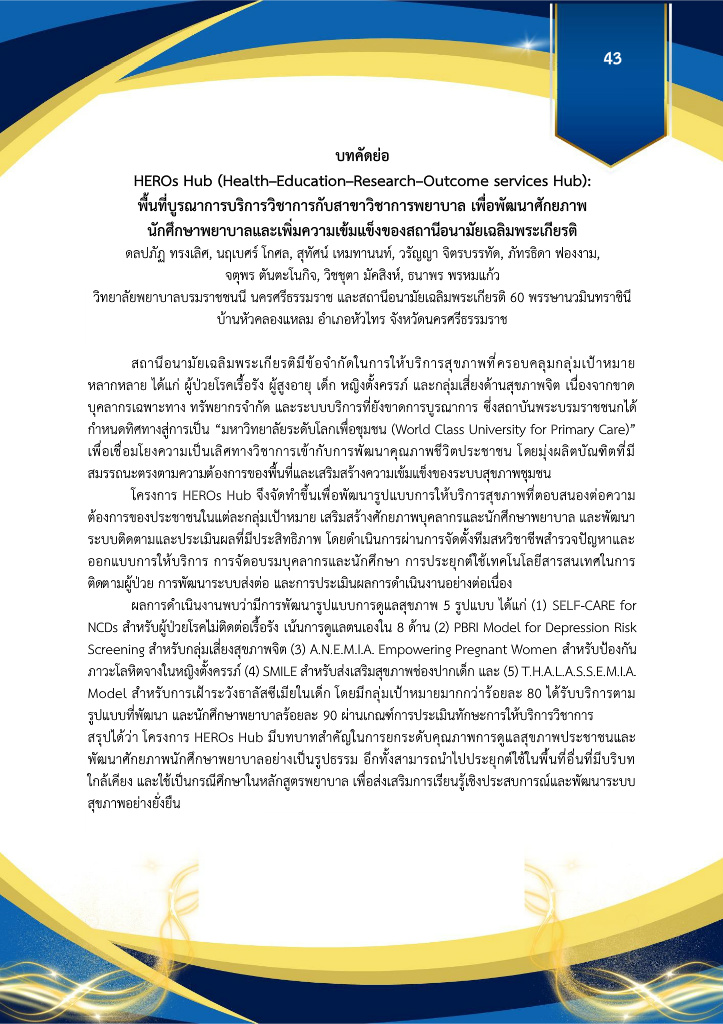 43
บทคัดย่อ
HEROs Hub (Health–Education–Research–Outcome services Hub):
พื้นที่บูรณาการบริการวิชาการกับสาขาวิชาการพยาบาล เพื่อพัฒนาศักยภาพ
นักศึกษาพยาบาลและเพิ่มความเข้มแข็งของสถานีอนามัยเฉลิมพระเกียรติ
ดลปภัฏ ทรงเลิศ, นฤเบศร์ โกศล, สุทัศน์ เหมทานนท์, วรัญญา จิตรบรรทัด, ภัทรธิดา ฟองงาม,
จตุพร ตันตะโนกิจ, วิชชุตา มัคสิงห์, ธนาพร พรหมแก้ว
วิทยาลัยพยาบาลบรมราชชนนี นครศรีธรรมราช และสถานีอนามัยเฉลิมพระเกียรติ 60 พรรษานวมินทราชินี
บ้านหัวคลองแหลม อำเภอหัวไทร จังหวัดนครศรีธรรมราช
สถานีอนามัยเฉลิมพระเกียรติมีข้อจำกัดในการให้บริการสุขภาพที่ครอบคลุมกลุ่มเป้าหมาย
หลากหลาย ได้แก่ ผู้ป่วยโรคเรื้อรัง ผู้สูงอายุ เด็ก หญิงตั้งครรภ์ และกลุ่มเสี่ยงด้านสุขภาพจิต เนื่องจากขาด
บุคลากรเฉพาะทาง ทรัพยากรจำกัด และระบบบริการที่ยังขาดการบูรณาการ ซึ่งสถาบันพระบรมราชชนกได้
กำหนดทิศทางสู่การเป็น “มหาวิทยาลัยระดับโลกเพื่อชุมชน (World Class University for Primary Care)”
เพื่อเชื่อมโยงความเป็นเลิศทางวิชาการเข้ากับการพัฒนาคุณภาพชีวิตประชาชน โดยมุ่งผลิตบัณฑิตที่มี
สมรรถนะตรงตามความต้องการของพื้นที่และเสริมสร้างความเข้มแข็งของระบบสุขภาพชุมชน
โครงการ HEROs Hub จึงจัดทำขึ้นเพื่อพัฒนารูปแบบการให้บริการสุขภาพที่ตอบสนองต่อความ
ต้องการของประชาชนในแต่ละกลุ่มเป้าหมาย เสริมสร้างศักยภาพบุคลากรและนักศึกษาพยาบาล และพัฒนา
ระบบติดตามและประเมินผลที่มีประสิทธิภาพ โดยดำเนินการผ่านการจัดตั้งทีมสหวิชาชีพสำรวจปัญหาและ
ออกแบบการให้บริการ การจัดอบรมบุคลากรและนักศึกษา การประยุกต์ใช้เทคโนโลยีสารสนเทศในการ
ติดตามผู้ป่วย การพัฒนาระบบส่งต่อ และการประเมินผลการดำเนินงานอย่างต่อเนื่อง
ผลการดำเนินงานพบว่ามีการพัฒนารูปแบบการดูแลสุขภาพ 5 รูปแบบ ได้แก่ (1) SELF-CARE for
NCDs สำหรับผู้ป่วยโรคไม่ติดต่อเรื้อรัง เน้นการดูแลตนเองใน 8 ด้าน (2) PBRI Model for Depression Risk
Screening สำหรับกลุ่มเสี่ยงสุขภาพจิต (3) A.N.E.M.I.A. Empowering Pregnant Women สำหรับป้องกัน
ภาวะโลหิตจางในหญิงตั้งครรภ์ (4) SMILE สำหรับส่งเสริมสุขภาพช่องปากเด็ก และ (5) T.H.A.L.A.S.S.E.M.I.A.
Model สำหรับการเฝ้าระวังธาลัสซีเมียในเด็ก โดยมีกลุ่มเป้าหมายมากกว่าร้อยละ 80 ได้รับบริการตาม
รูปแบบที่พัฒนา และนักศึกษาพยาบาลร้อยละ 90 ผ่านเกณฑ์การประเมินทักษะการให้บริการวิชาการ
สรุปได้ว่า โครงการ HEROs Hub มีบทบาทสำคัญในการยกระดับคุณภาพการดูแลสุขภาพประชาชนและ
พัฒนาศักยภาพนักศึกษาพยาบาลอย่างเป็นรูปธรรม อีกทั้งสามารถนำไปประยุกต์ใช้ในพื้นที่อื่นที่มีบริบท
ใกล้เคียง และใช้เป็นกรณีศึกษาในหลักสูตรพยาบาล เพื่อส่งเสริมการเรียนรู้เชิงประสบการณ์และพัฒนาระบบ
สุขภาพอย่างยั่งยืน